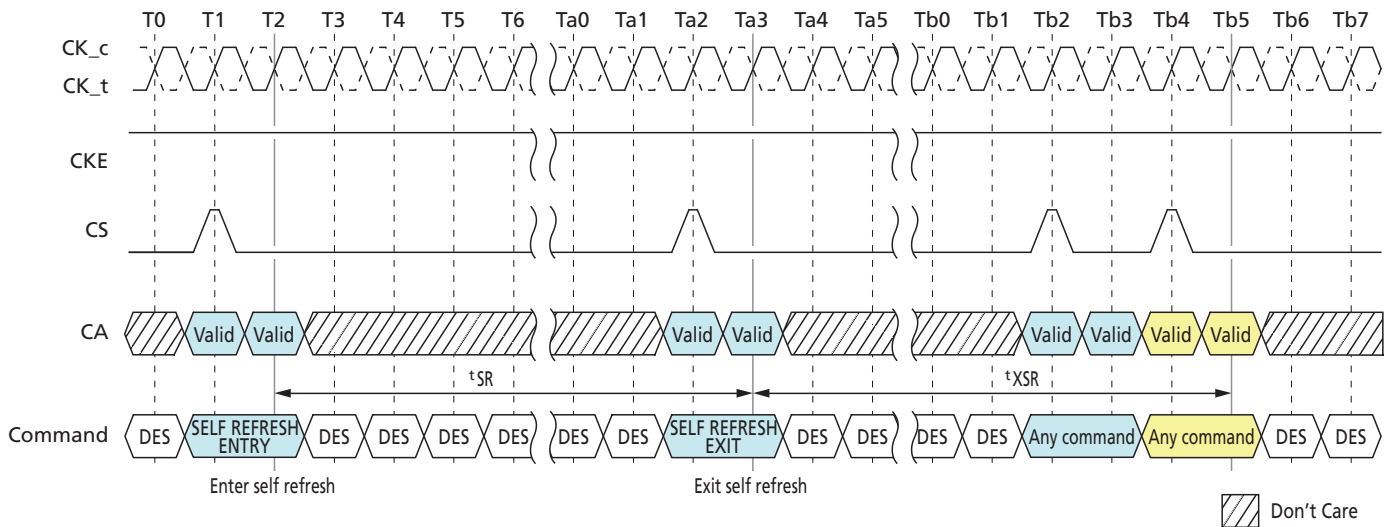 T0 T1 T2 T3 T4 T5 T6 Ta0 Ta1 Ta2 Ta3 Ta4 Ta5 Tb0 Tb1 Tb2 Tb3 Tb4 Tb5 Tb6 Tb7
CK_c
CK_t
CKE
CS
CA Valid Valid Valid Valid Valid Valid Valid Valid
tSR tXSR
Command DES SELF REFRESH ENTRY DES DES DES DES DES DES SELF REFRESH EXIT DES DES DES DES Any command Any command DES DES
Enter self refresh Exit self refresh
Don't Care